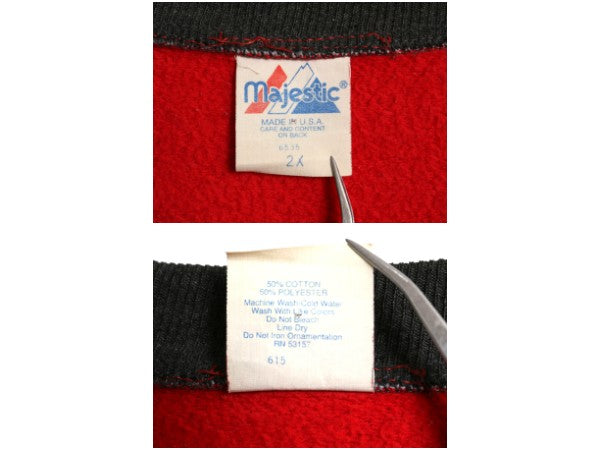 Majestic®
MADE IN U.S.A.
CARE AND CONTENT
ON BACK
6535
2X
50% COTTON
50% POLYESTER
Machine Wash Cold Water
Wash With Like Colors
Do Not Bleach
Line Dry
Do Not Iron Ornamentation
RN 53157
615